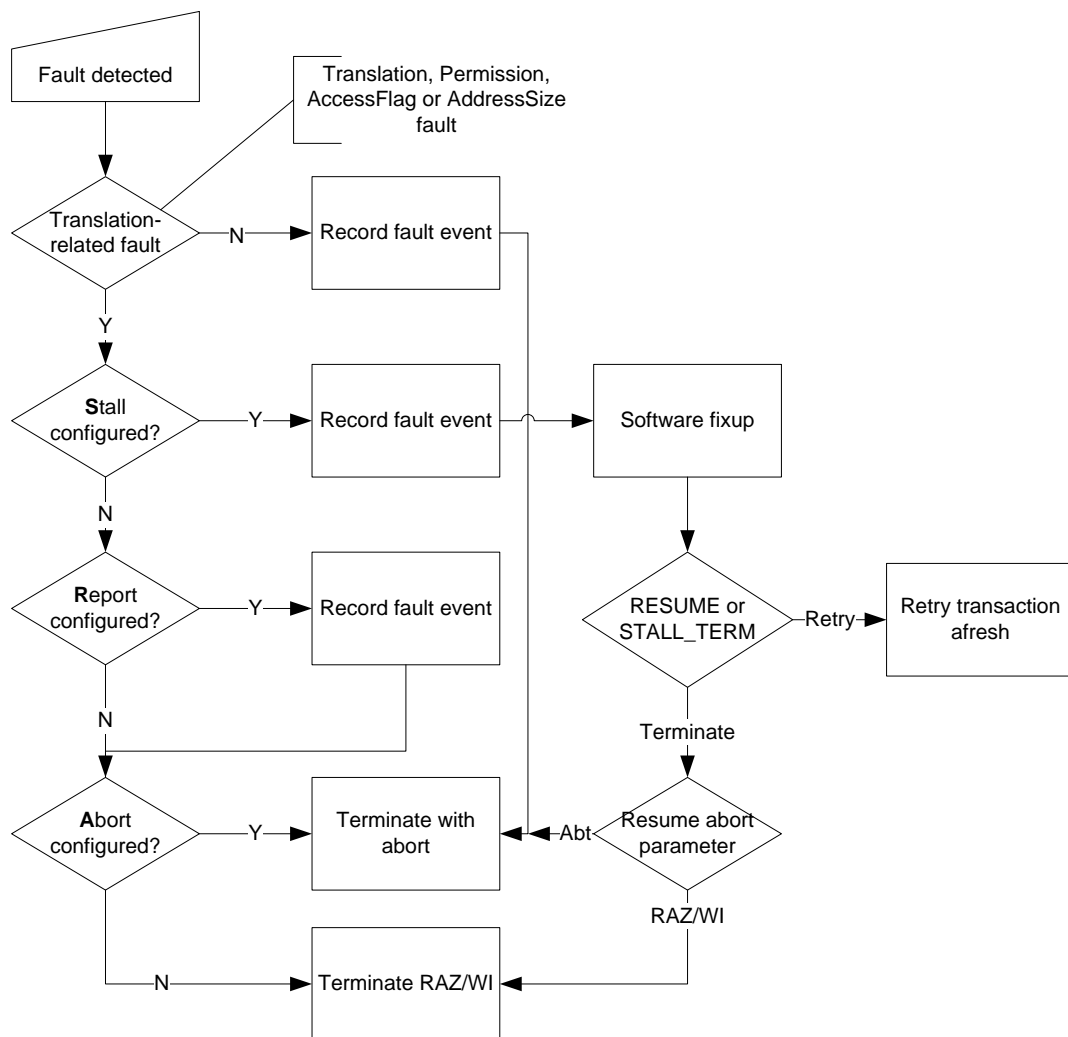 Fault detected
Translation, Permission,
AccessFlag or AddressSize
fault
Translation-
related fault
N
Record fault event
Y
Stall
configured?
Y
Record fault event
Software fixup
N
Report
configured?
Y
Record fault event
RESUME or
STALL_TERM
Retry
Retry transaction
afresh
N
Terminate
Abort
configured?
Y
Terminate with
abort
Abt
Resume abort
parameter
RAZ/WI
N
Terminate RAZ/WI